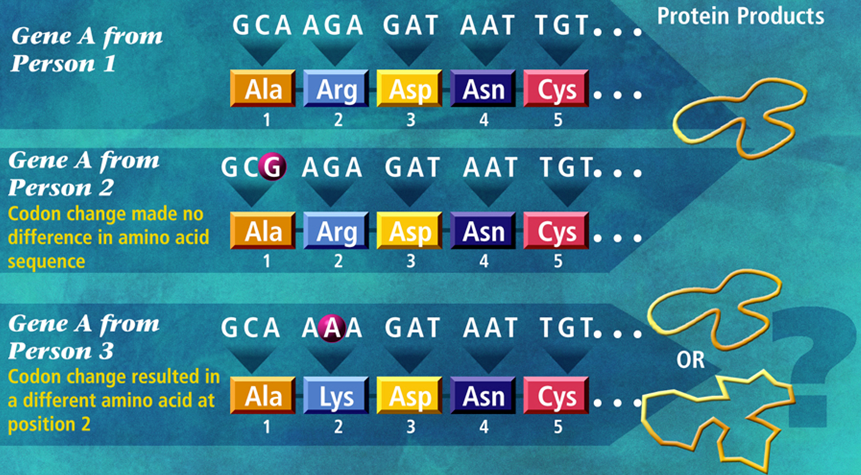 Protein Products
Gene A from
Person 1
GCA AGA GAT AAT TGT...
Ala Arg Asp Asn Cys...
1 2 3 4 5
Gene A from
Person 2
Codon change made no
difference in amino acid
sequence
GCG AGA GAT AAT TGT...
Ala Arg Asp Asn Cys...
1 2 3 4 5
Gene A from
Person 3
Codon change resulted in
a different amino acid at
position 2
GCA AAA GAT AAT TGT...
Ala Lys Asp Asn Cys...
1 2 3 4 5
OR
?